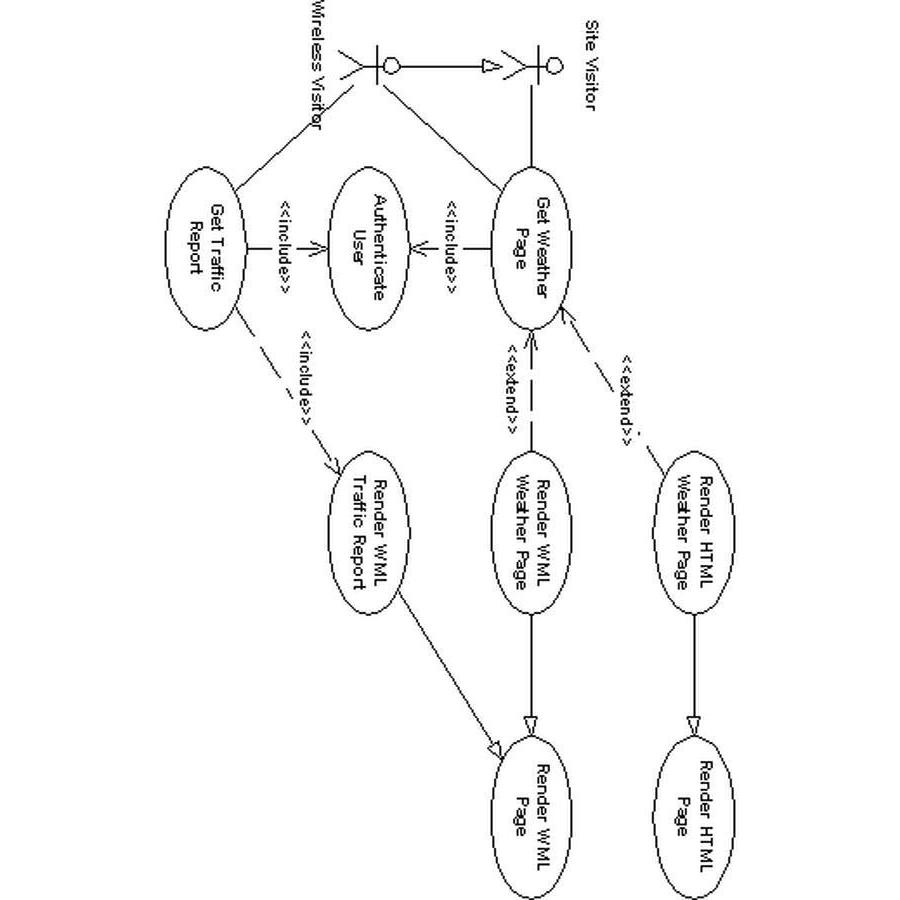 Site Visitor
Wireless Visitor
Get Weather
Page
<<include>>
Authenticate
User
<<include>>
Get Traffic
Report
<<extend>>
<<extend>>
<<include>>
Render HTML
Weather Page
Render WML
Weather Page
Render WML
Traffic Report
Render HTML
Page
Render WML
Page